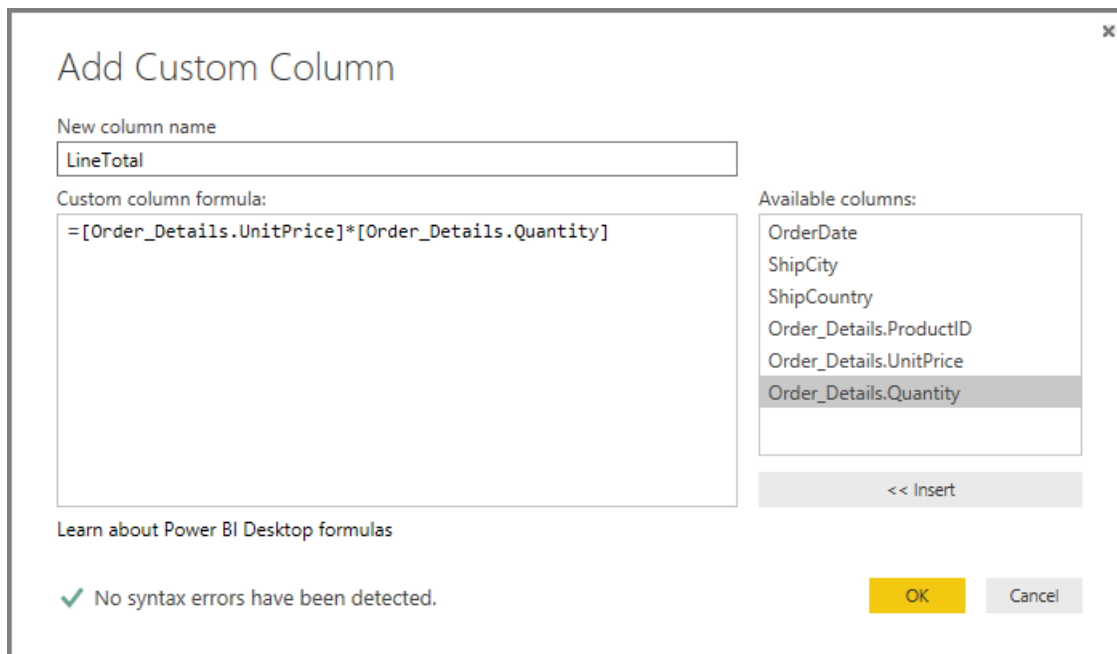 Add Custom Column
New column name
LineTotal
Custom column formula:
=[Order_Details.UnitPrice]*[Order_Details.Quantity]
Available columns:
OrderDate
ShipCity
ShipCountry
Order_Details.ProductID
Order_Details.UnitPrice
Order_Details.Quantity
<< Insert
Learn about Power BI Desktop formulas
No syntax errors have been detected.
OK
Cancel